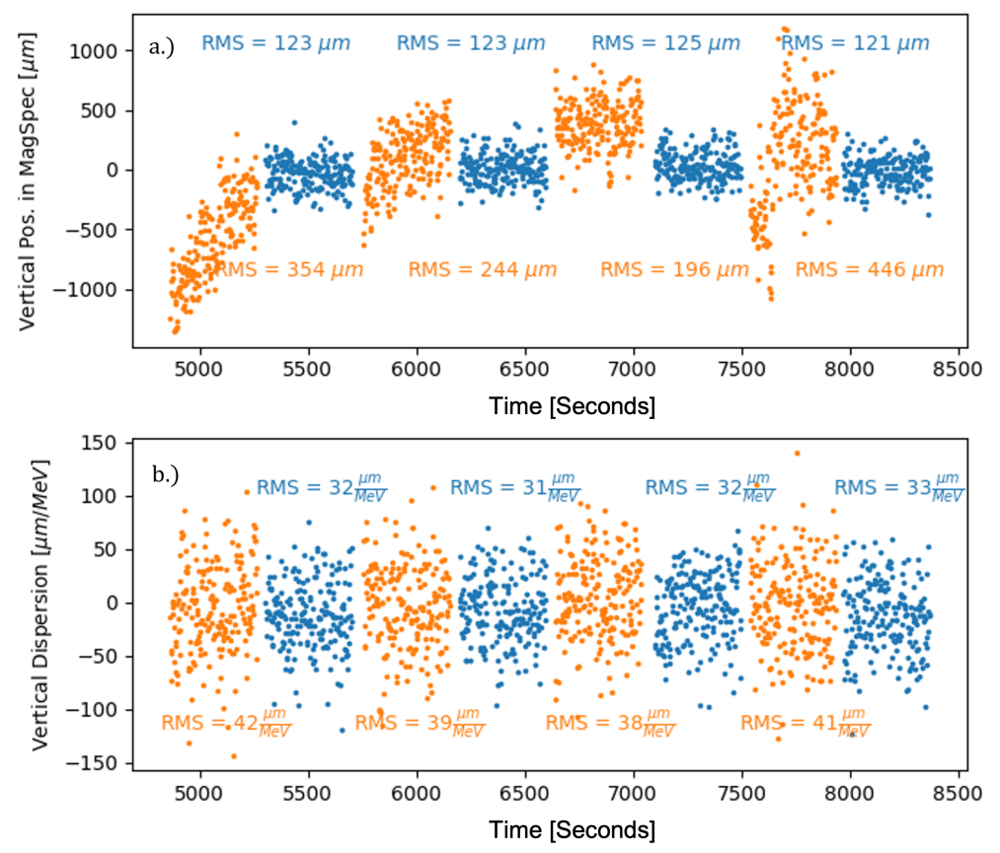 a.)
RMS = 123 μm RMS = 123 μm RMS = 125 μm RMS = 121 μm
1000
500
0
−500
−1000
Vertical Pos. in MagSpec [μm]
RMS = 354 μm RMS = 244 μm RMS = 196 μm RMS = 446 μm
5000 5500 6000 6500 7000 7500 8000 8500
Time [Seconds]
b.)
RMS = 32 μm/MeV RMS = 31 μm/MeV RMS = 32 μm/MeV RMS = 33 μm/MeV
150
100
50
0
−50
−100
−150
Vertical Dispersion [μm/MeV]
RMS = 42 μm/MeV RMS = 39 μm/MeV RMS = 38 μm/MeV RMS = 41 μm/MeV
5000 5500 6000 6500 7000 7500 8000 8500
Time [Seconds]